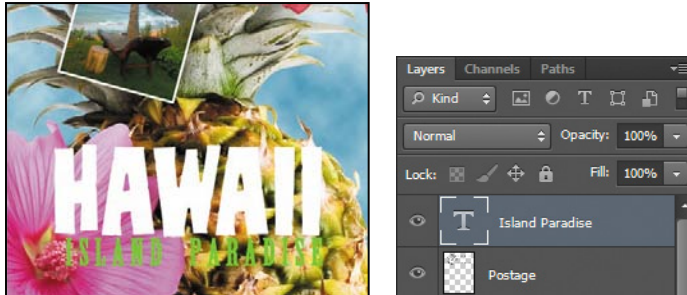 HAWAII
ISLAND PARADISE
Layers Channels Paths
Kind T
Normal Opacity: 100%
Lock: Fill: 100%
T Island Paradise
Postage